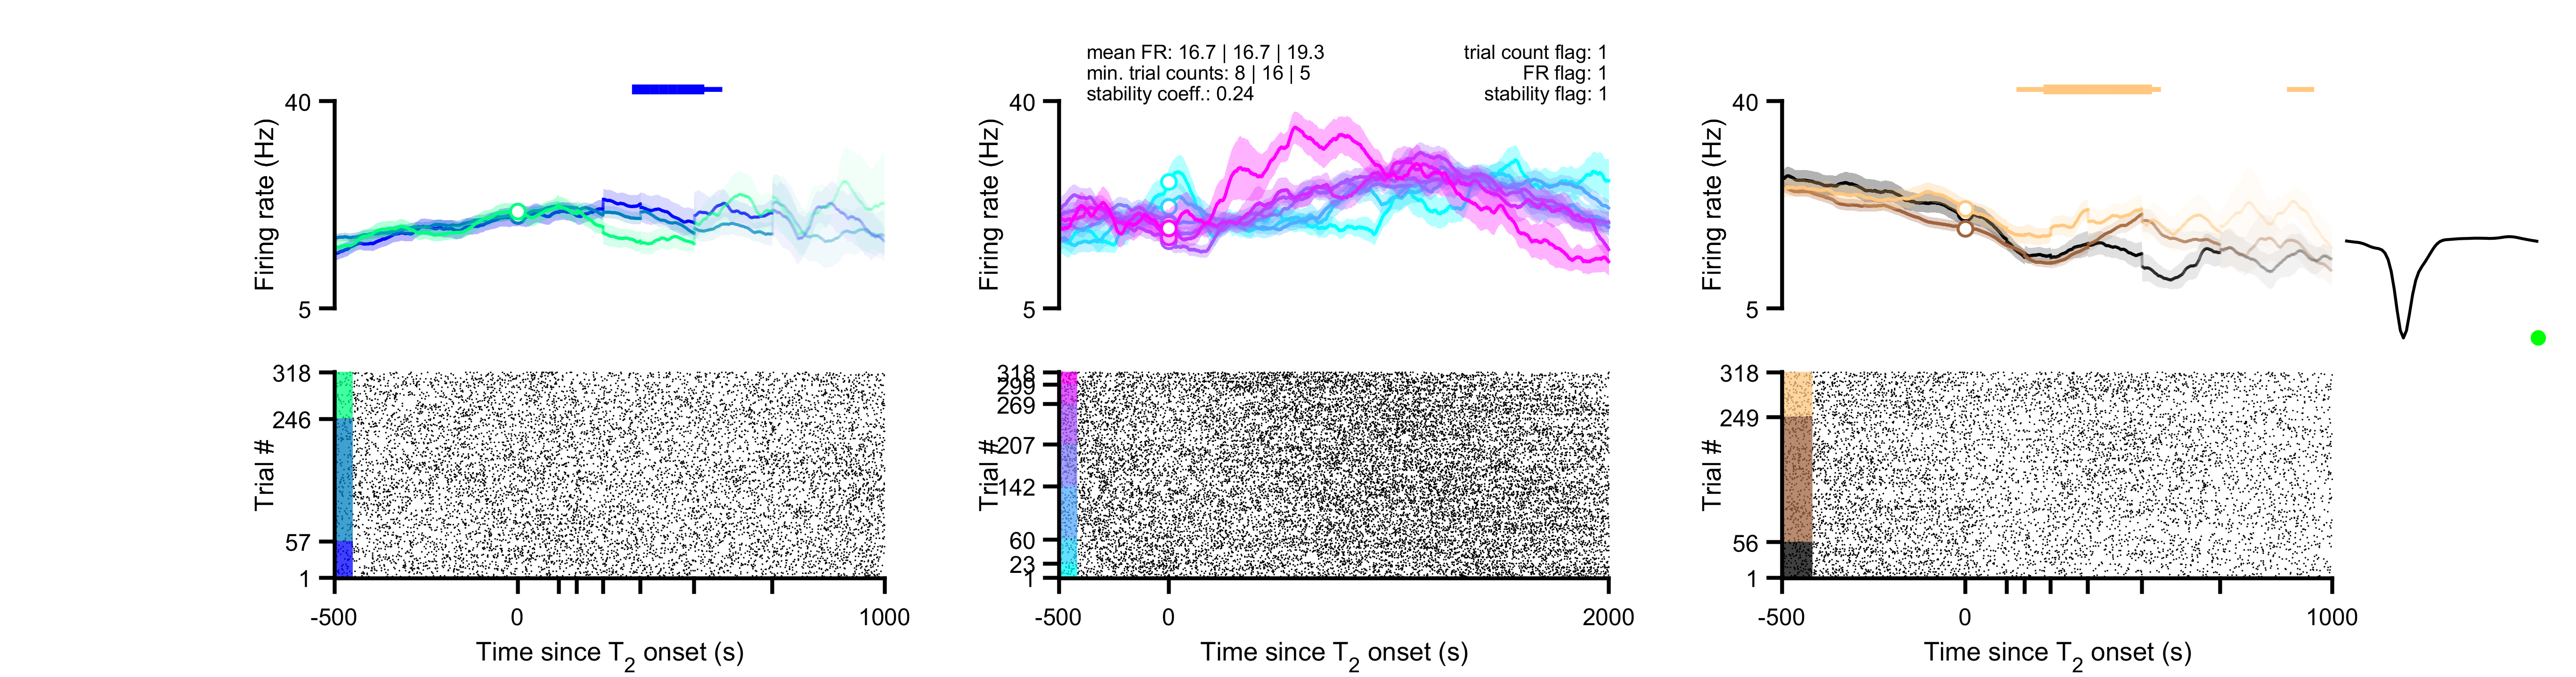 mean FR: 16.7 | 16.7 | 19.3
min. trial counts: 8 | 16 | 5
stability coeff.: 0.24
trial count flag: 1
FR flag: 1
stability flag: 1
40
Firing rate (Hz)
5
318
246
57
1
Trial #
-500
0
1000
Time since T2 onset (s)
40
Firing rate (Hz)
5
318
299
269
207
142
60
23
1
Trial #
-500
0
2000
Time since T2 onset (s)
40
Firing rate (Hz)
5
318
249
56
1
Trial #
-500
0
1000
Time since T2 onset (s)